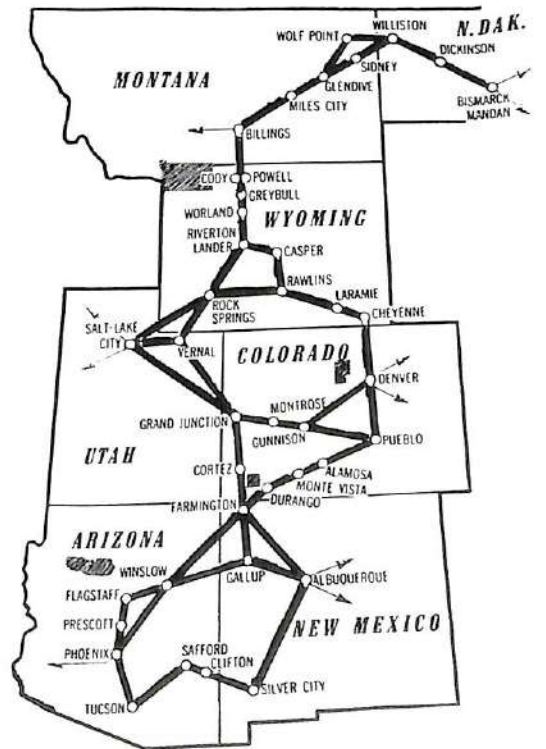 N. DAK.
WILLISTON
WOLF POINT
DICKINSON
SIDNEY
MONTANA
GLENDIVE
BISMARCK
MANDAN
MILES CITY
BILLINGS
CODY
POWELL
GREYBULL
WORLAND
WYOMING
RIVERTON
LANDER
CASPER
RAWLINS
ROCK
SPRINGS
LARAMIE
CHEYENNE
SALT-LAKE
CITY
VERNAL
COLORADO
DENVER
GRAND JUNCTION
MONTROSE
GUNNISON
PUEBLO
UTAH
CORTEZ
ALAMOSA
MONTE VISTA
DURANGO
FARMINGTON
ARIZONA
WINSLOW
GALLUP
ALBUQUERQUE
FLAGSTAFF
PRESCOTT
NEW MEXICO
PHOENIX
SAFFORD
CLIFTON
SILVER CITY
TUCSON